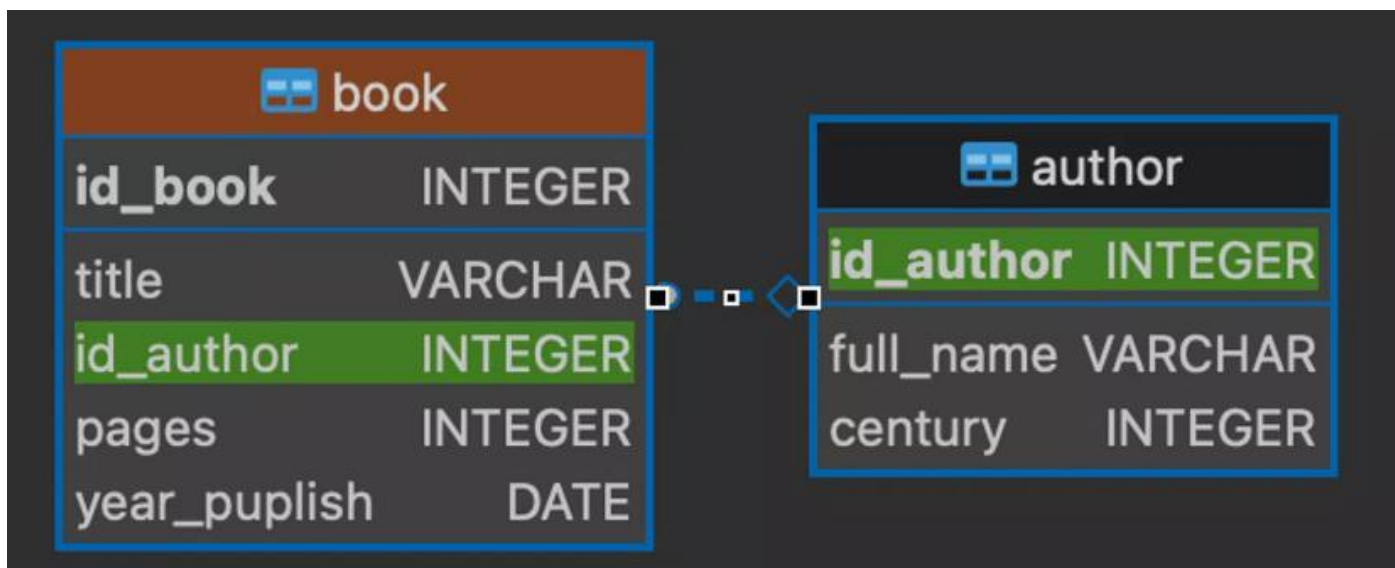 book
id_book INTEGER
title VARCHAR
id_author INTEGER
pages INTEGER
year_puplish DATE
author
id_author INTEGER
full_name VARCHAR
century INTEGER